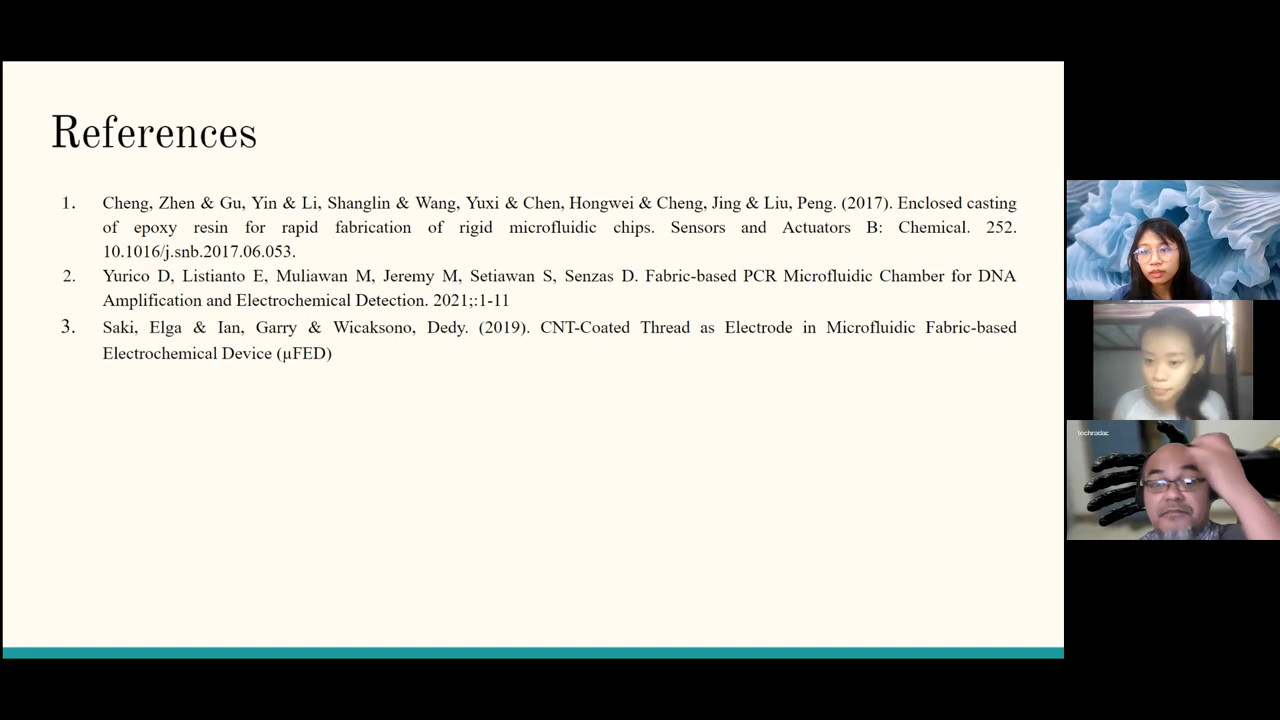 References
1. Cheng, Zhen & Gu, Yin & Li, Shanglin & Wang, Yuxi & Chen, Hongwei & Cheng, Jing & Liu, Peng. (2017). Enclosed casting
of epoxy resin for rapid fabrication of rigid microfluidic chips. Sensors and Actuators B: Chemical. 252.
10.1016/j.snb.2017.06.053.
2. Yurico D, Listianto E, Muliawan M, Jeremy M, Setiawan S, Senzas D. Fabric-based PCR Microfluidic Chamber for DNA
Amplification and Electrochemical Detection. 2021;:1-11
3. Saki, Elga & Ian, Garry & Wicaksono, Dedy. (2019). CNT-Coated Thread as Electrode in Microfluidic Fabric-based
Electrochemical Device (µFED)
techradar.